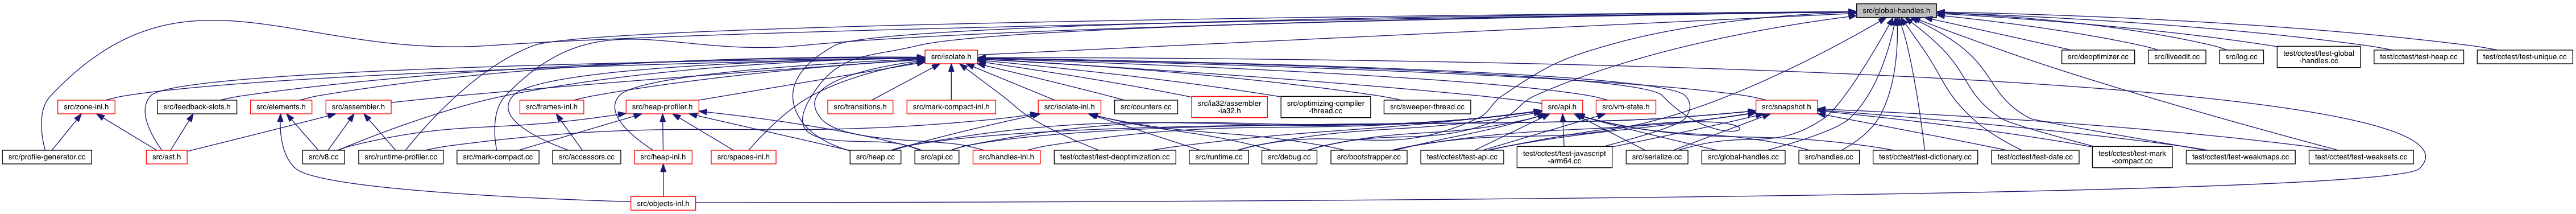 src/global-handles.h
src/isolate.h
src/deoptimizer.cc
src/liveedit.cc
src/log.cc
test/cctest/test-global
-handles.cc
test/cctest/test-heap.cc
test/cctest/test-unique.cc
src/zone-inl.h
src/feedback-slots.h
src/elements.h
src/assembler.h
src/frames-inl.h
src/heap-profiler.h
src/transitions.h
src/mark-compact-inl.h
src/isolate-inl.h
src/counters.cc
src/ia32/assembler
-ia32.h
src/optimizing-compiler
-thread.cc
src/sweeper-thread.cc
src/api.h
src/vm-state.h
src/snapshot.h
src/profile-generator.cc
src/ast.h
src/v8.cc
src/runtime-profiler.cc
src/mark-compact.cc
src/accessors.cc
src/heap-inl.h
src/spaces-inl.h
src/heap.cc
src/api.cc
src/handles-inl.h
test/cctest/test-deoptimization.cc
src/runtime.cc
src/debug.cc
src/bootstrapper.cc
test/cctest/test-api.cc
test/cctest/test-javascript
-arm64.cc
src/serialize.cc
src/global-handles.cc
src/handles.cc
test/cctest/test-dictionary.cc
test/cctest/test-date.cc
test/cctest/test-mark
-compact.cc
test/cctest/test-weakmaps.cc
test/cctest/test-weaksets.cc
src/objects-inl.h